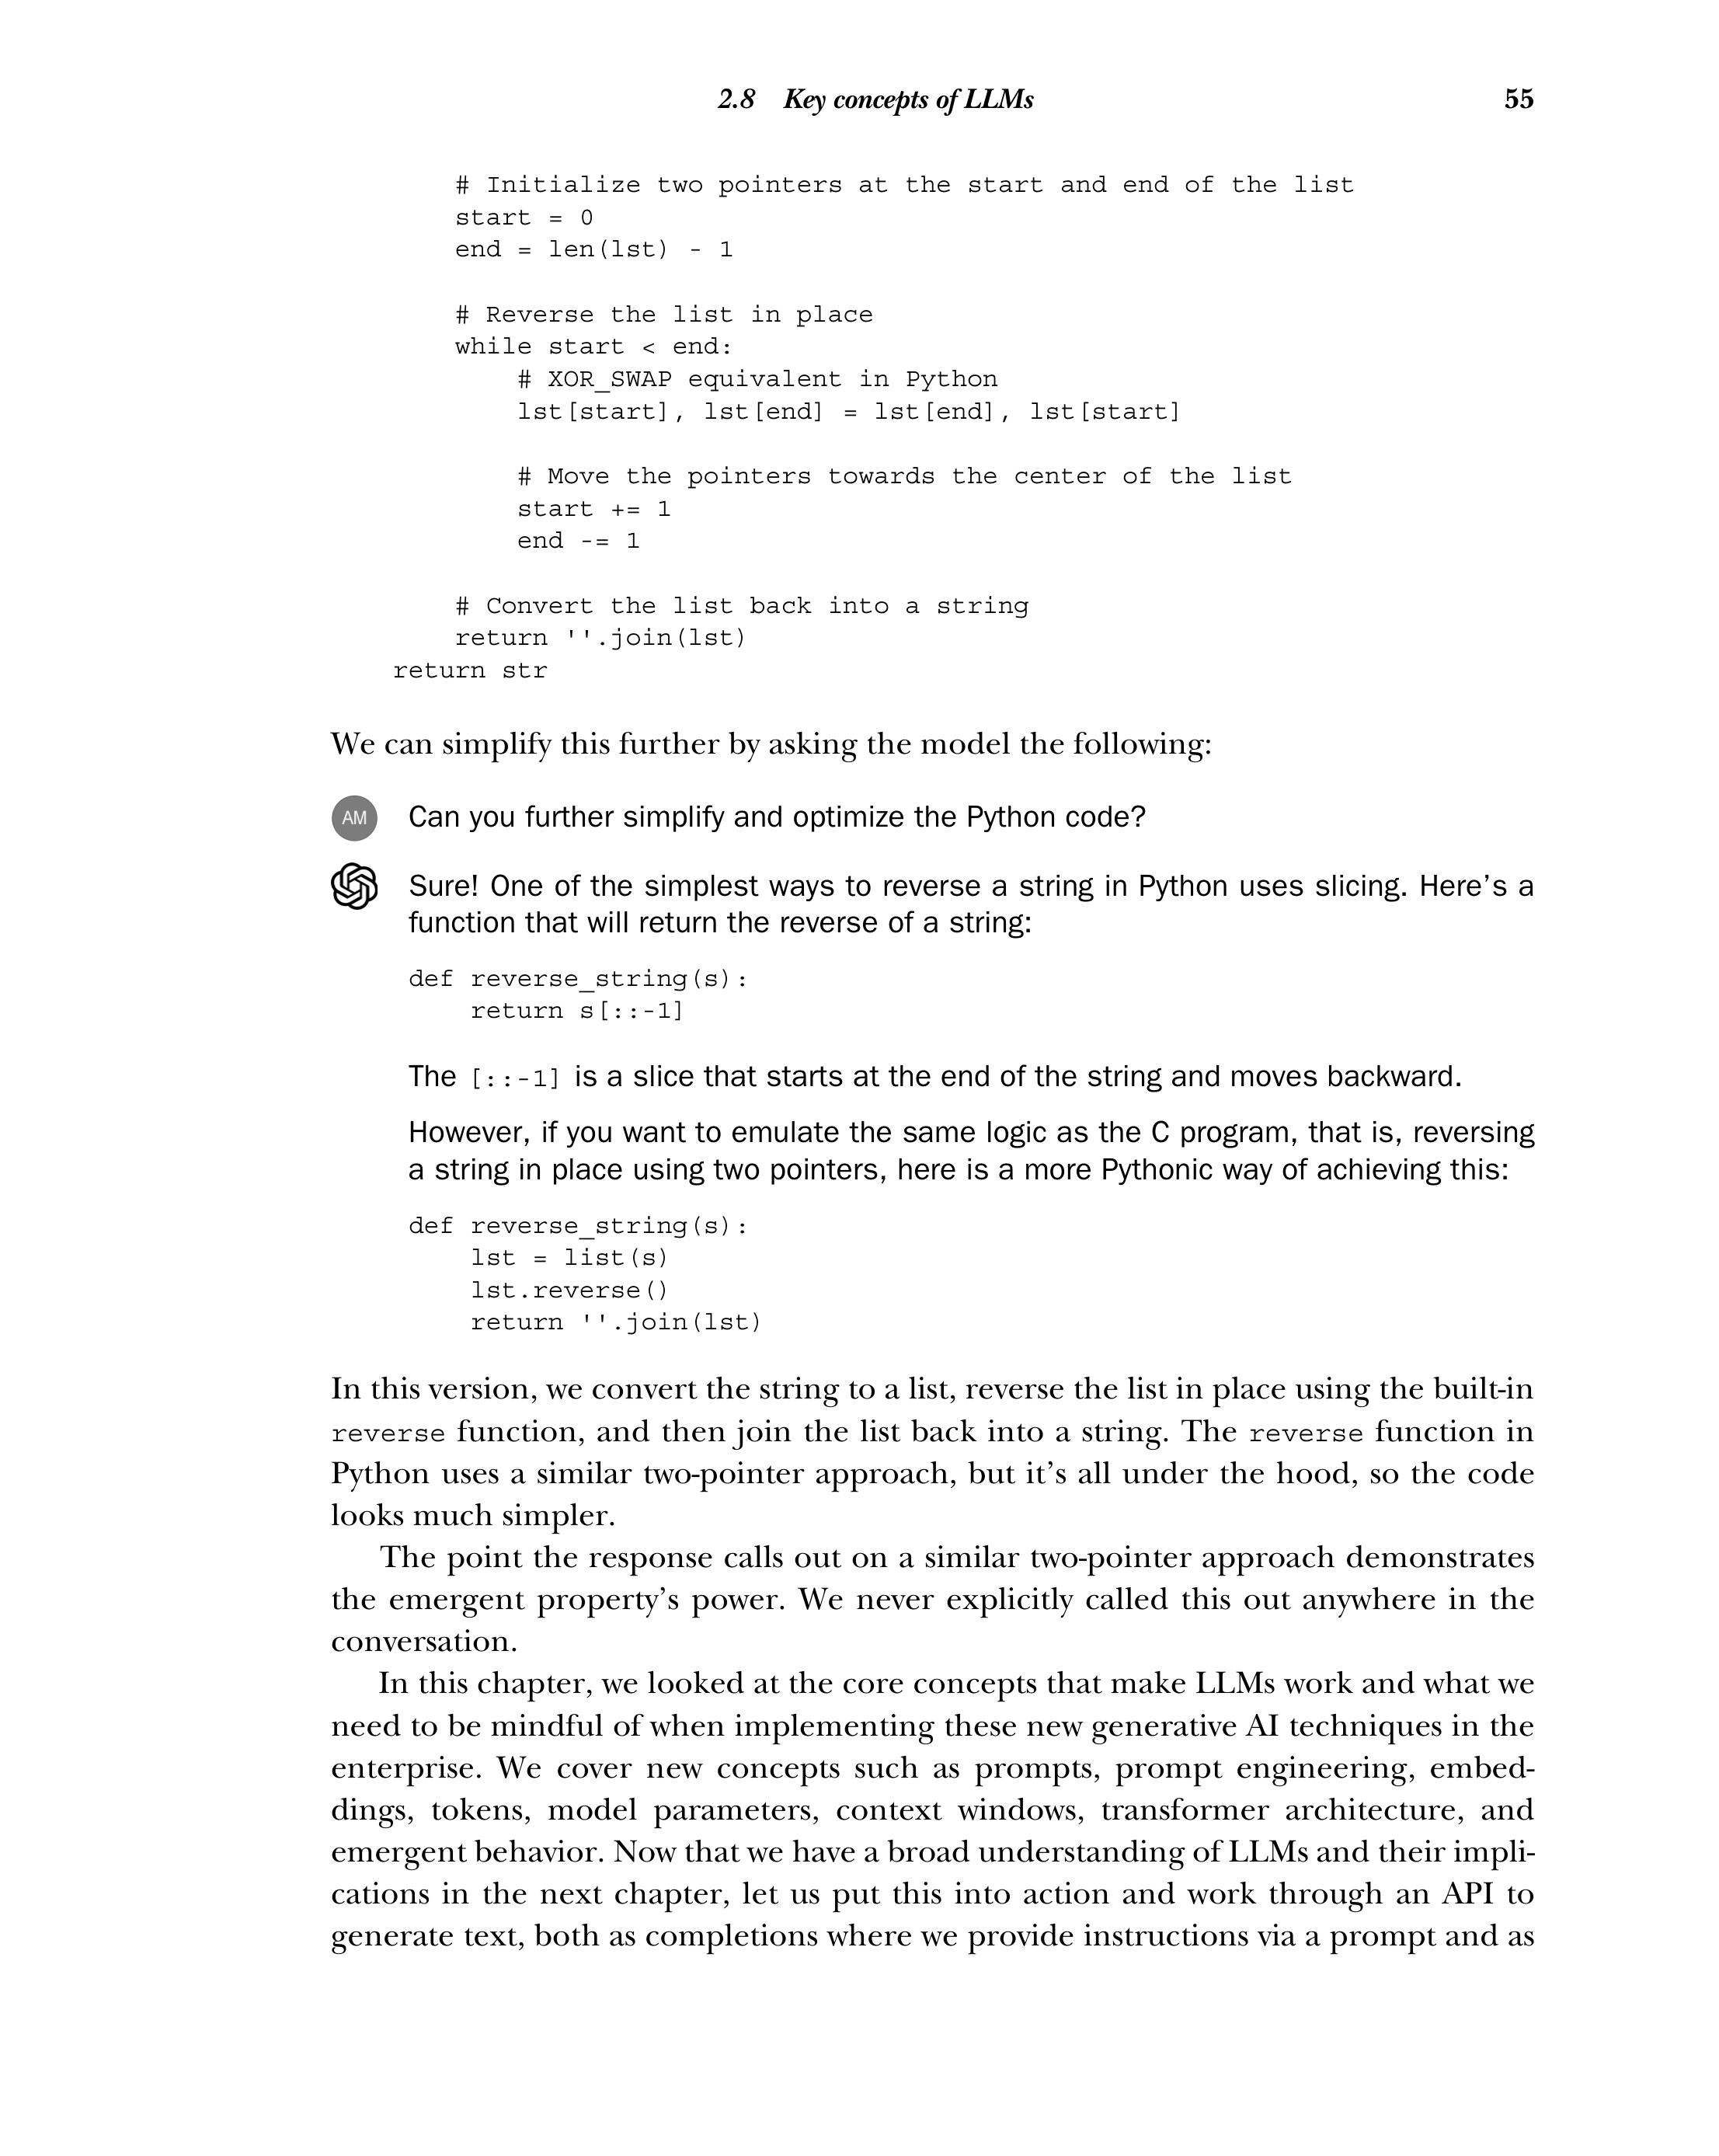 2.8 Key concepts of LLMs 55
# Initialize two pointers at the start and end of the list
start = 0
end = len(lst) - 1
# Reverse the list in place
while start < end:
# XOR_SWAP equivalent in Python
lst[start], lst[end] = lst[end], lst[start]
# Move the pointers towards the center of the list
start += 1
end -= 1
# Convert the list back into a string
return ''.join(lst)
return str
We can simplify this further by asking the model the following:
AM Can you further simplify and optimize the Python code?
Sure! One of the simplest ways to reverse a string in Python uses slicing. Here’s a
function that will return the reverse of a string:
def reverse_string(s):
return s[::-1]
The [::-1] is a slice that starts at the end of the string and moves backward.
However, if you want to emulate the same logic as the C program, that is, reversing
a string in place using two pointers, here is a more Pythonic way of achieving this:
def reverse_string(s):
lst = list(s)
lst.reverse()
return ''.join(lst)
In this version, we convert the string to a list, reverse the list in place using the built-in
reverse function, and then join the list back into a string. The reverse function in
Python uses a similar two-pointer approach, but it’s all under the hood, so the code
looks much simpler.
The point the response calls out on a similar two-pointer approach demonstrates
the emergent property’s power. We never explicitly called this out anywhere in the
conversation.
In this chapter, we looked at the core concepts that make LLMs work and what we
need to be mindful of when implementing these new generative AI techniques in the
enterprise. We cover new concepts such as prompts, prompt engineering, embed-
dings, tokens, model parameters, context windows, transformer architecture, and
emergent behavior. Now that we have a broad understanding of LLMs and their impli-
cations in the next chapter, let us put this into action and work through an API to
generate text, both as completions where we provide instructions via a prompt and as